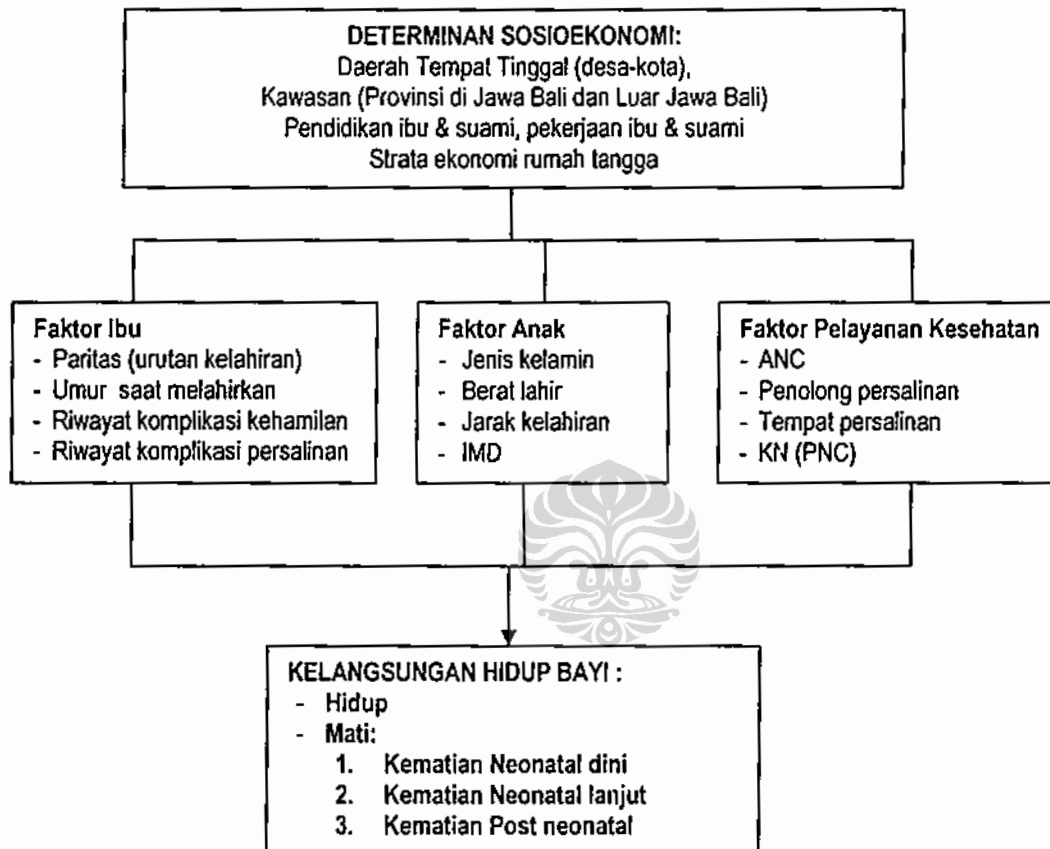 DETERMINAN SOSIOEKONOMI:
Daerah Tempat Tinggal (desa-kota),
Kawasan (Provinsi di Jawa Bali dan Luar Jawa Bali)
Pendidikan ibu & suami, pekerjaan ibu & suami
Strata ekonomi rumah tangga
Faktor Ibu
- Paritas (urutan kelahiran)
- Umur saat melahirkan
- Riwayat komplikasi kehamilan
- Riwayat komplikasi persalinan
Faktor Anak
- Jenis kelamin
- Berat lahir
- Jarak kelahiran
- IMD
Faktor Pelayanan Kesehatan
- ANC
- Penolong persalinan
- Tempat persalinan
- KN (PNC)
KELANGSUNGAN HIDUP BAYI :
- Hidup
- Mati:
1. Kematian Neonatal dini
2. Kematian Neonatal lanjut
3. Kematian Post neonatal